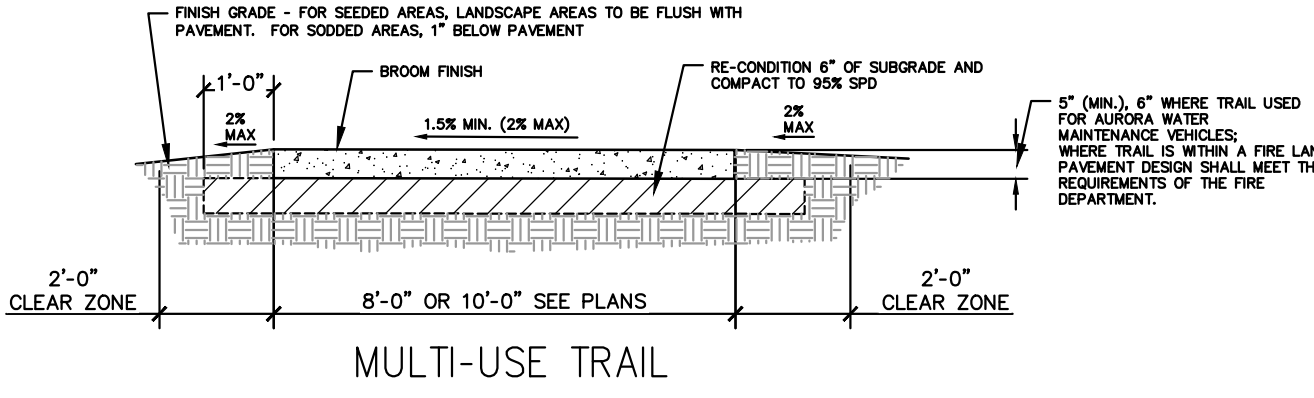 FINISH GRADE - FOR SEEDED AREAS, LANDSCAPE AREAS TO BE FLUSH WITH
PAVEMENT. FOR SODDED AREAS, 1" BELOW PAVEMENT
BROOM FINISH
RE-CONDITION 6" OF SUBGRADE AND
COMPACT TO 95% SPD
1'-0"
2%
MAX
1.5% MIN. (2% MAX)
2%
MAX
5" (MIN.), 6" WHERE TRAIL USED
FOR AURORA WATER
MAINTENANCE VEHICLES;
WHERE TRAIL IS WITHIN A FIRE LAN
PAVEMENT DESIGN SHALL MEET TH
REQUIREMENTS OF THE FIRE
DEPARTMENT.
2'-0"
CLEAR ZONE
8'-0" OR 10'-0" SEE PLANS
2'-0"
CLEAR ZONE
MULTI-USE TRAIL